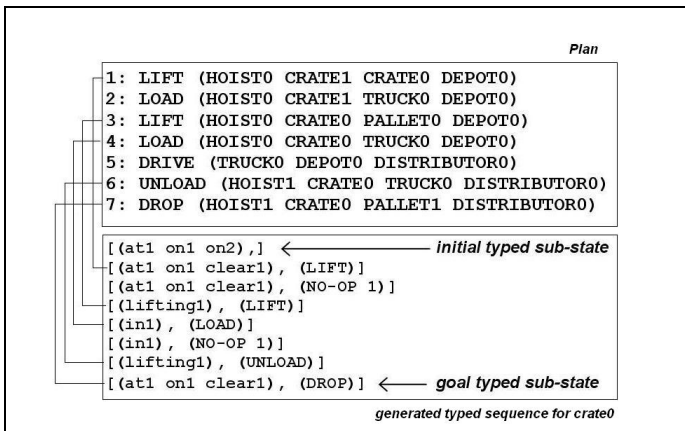 Plan
1: LIFT (HOIST0 CRATE1 CRATE0 DEPOT0)
2: LOAD (HOIST0 CRATE1 TRUCK0 DEPOT0)
3: LIFT (HOIST0 CRATE0 PALLET0 DEPOT0)
4: LOAD (HOIST0 CRATE0 TRUCK0 DEPOT0)
5: DRIVE (TRUCK0 DEPOT0 DISTRIBUTOR0)
6: UNLOAD (HOIST1 CRATE0 TRUCK0 DISTRIBUTOR0)
7: DROP (HOIST1 CRATE0 PALLET1 DISTRIBUTOR0)
[(at1 on1 on2),] initial typed sub-state
[(at1 on1 clear1), (LIFT)]
[(at1 on1 clear1), (NO-OP 1)]
[(lifting1), (LIFT)]
[(in1), (LOAD)]
[(in1), (NO-OP 1)]
[(lifting1), (UNLOAD)]
[(at1 on1 clear1), (DROP)] goal typed sub-state
generated typed sequence for crate0